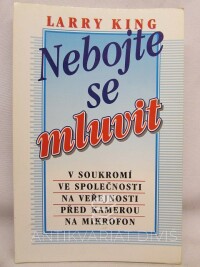 LARRY KING
Nebojte
se
mluvit
V SOUKROMÍ
VE SPOLEČNOSTI
NA VEŘEJNOSTI
PŘED KAMEROU
NA MIKROFON